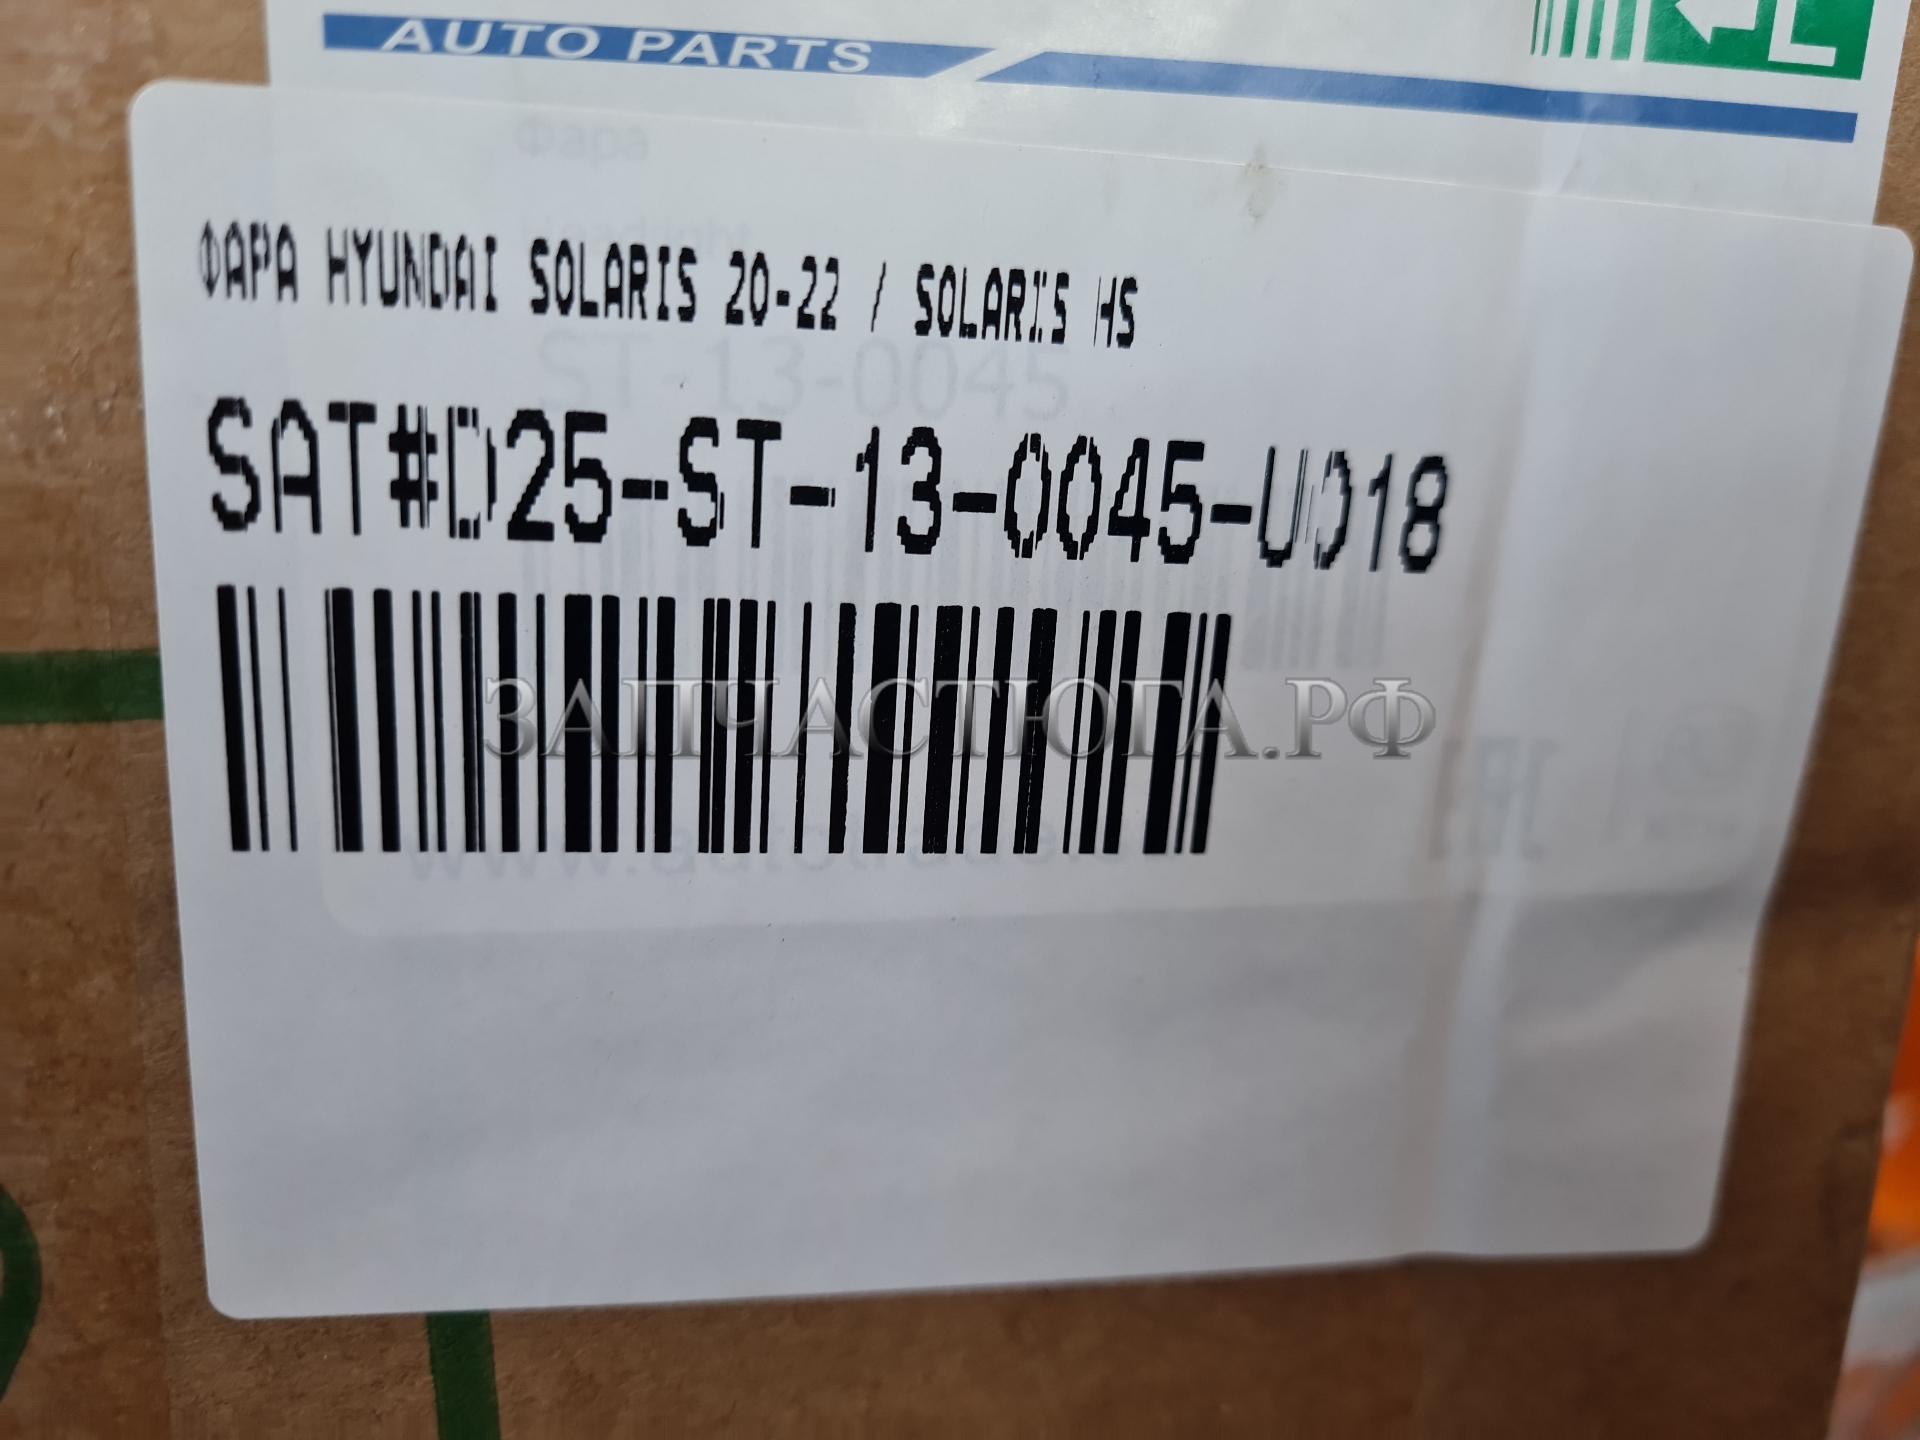 AUTO PARTS
Фара
Headlight
ФАРА HYUNDAI SOLARIS 20-22 / SOLARIS HS
ST-13-0045
SAT#D25-ST-13-0045-U018
ЗАПЧАСТЮГА.РФ